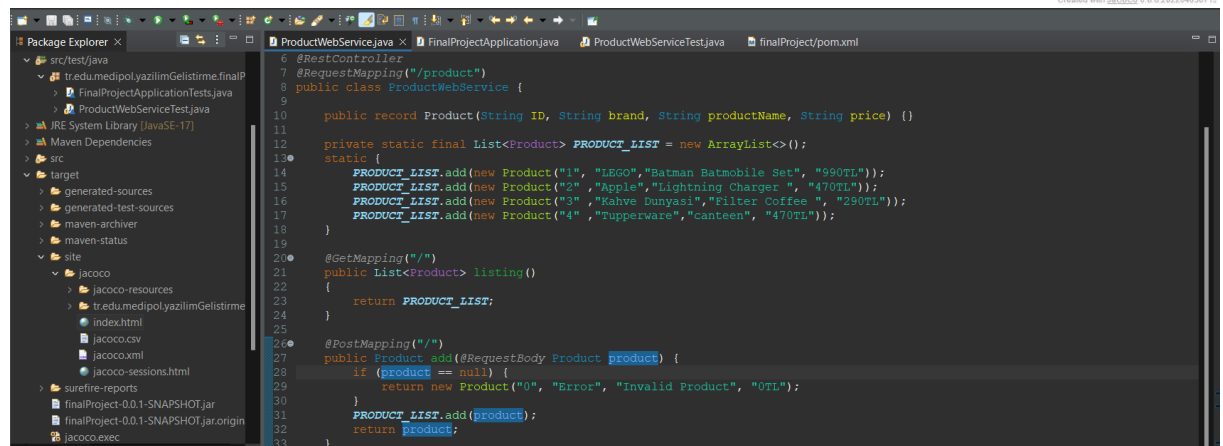 Package Explorer
ProductWebService.java
FinalProjectApplication.java
ProductWebServiceTest.java
finalProject/pom.xml
src/test/java
tr.edu.medipol.yazilimGelistirme.finalP
FinalProjectApplicationTests.java
ProductWebServiceTest.java
JRE System Library [JavaSE-17]
Maven Dependencies
src
target
generated-sources
generated-test-sources
maven-archiver
maven-status
site
jacoco
jacoco-resources
tr.edu.medipol.yazilimGelistirme
index.html
jacoco.csv
jacoco.xml
jacoco-sessions.html
surefire-reports
finalProject-0.0.1-SNAPSHOT.jar
finalProject-0.0.1-SNAPSHOT.jar.origin
jacoco.exec
6 @RestController
7 @RequestMapping("/product")
8 public class ProductWebService {
9
10 public record Product(String ID, String brand, String productName, String price) {}
11
12 private static final List<Product> PRODUCT_LIST = new ArrayList<>();
13 static {
14 PRODUCT_LIST.add(new Product("1", "LEGO","Batman Batmobile Set", "990TL"));
15 PRODUCT_LIST.add(new Product("2" ,"Apple","Lightning Charger ", "470TL"));
16 PRODUCT_LIST.add(new Product("3" ,"Kahve Dunyasi","Filter Coffee ", "290TL"));
17 PRODUCT_LIST.add(new Product("4" ,"Tupperware","canteen", "470TL"));
18 }
19
20 @GetMapping("/")
21 public List<Product> listing()
22 {
23 return PRODUCT_LIST;
24 }
25
26 @PostMapping("/")
27 public Product add(@RequestBody Product product) {
28 if (product == null) {
29 return new Product("0", "Error", "Invalid Product", "0TL");
30 }
31 PRODUCT_LIST.add(product);
32 return product;
33 }